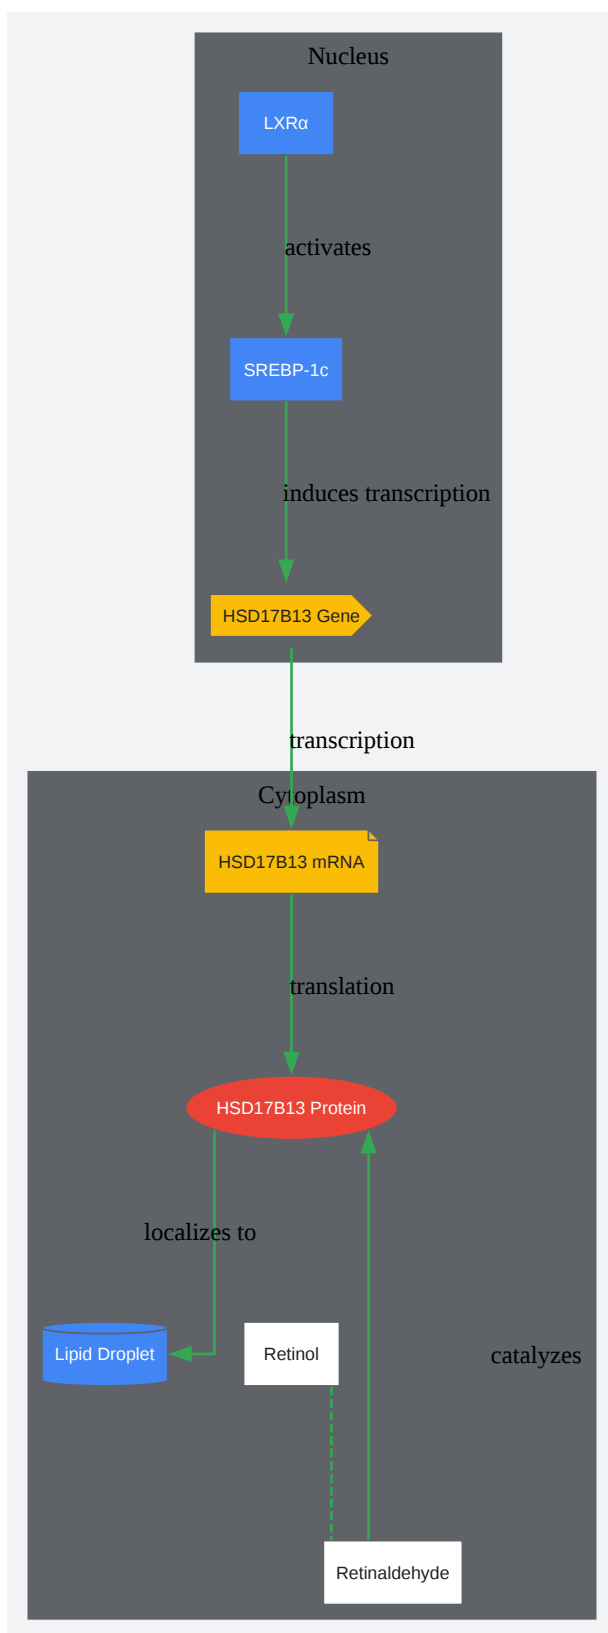 Nucleus
LXRα
activates
SREBP-1c
induces transcription
HSD17B13 Gene
transcription
Cytoplasm
HSD17B13 mRNA
translation
HSD17B13 Protein
localizes to
Lipid Droplet
Retinol
catalyzes
Retinaldehyde